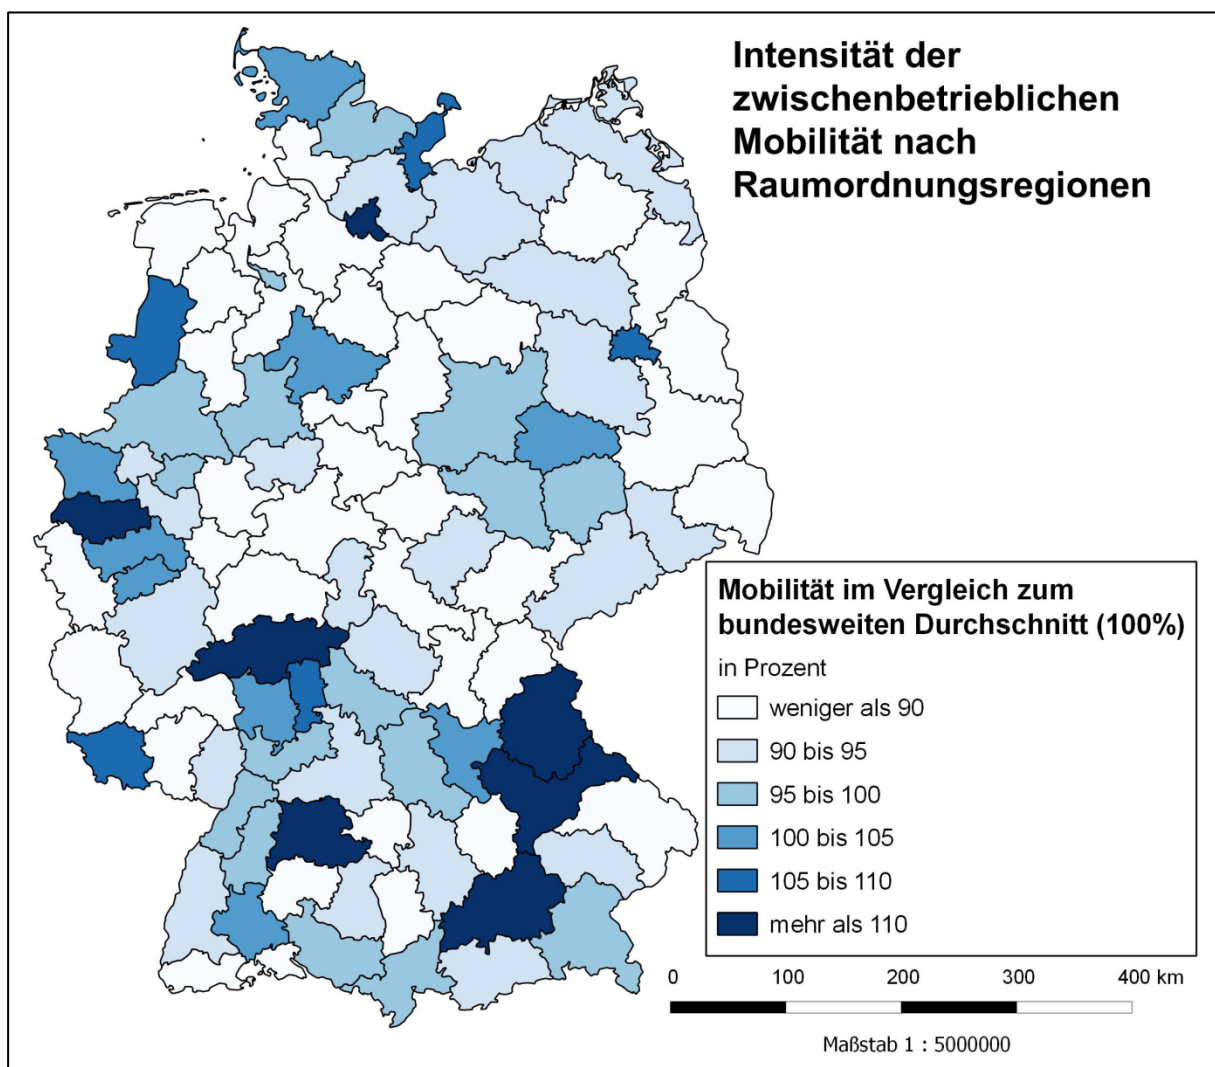 Intensität der
zwischenbetrieblichen
Mobilität nach
Raumordnungsregionen
Mobilität im Vergleich zum
bundesweiten Durchschnitt (100%)
in Prozent
weniger als 90
90 bis 95
95 bis 100
100 bis 105
105 bis 110
mehr als 110
0 100 200 300 400 km
Maßstab 1 : 5000000